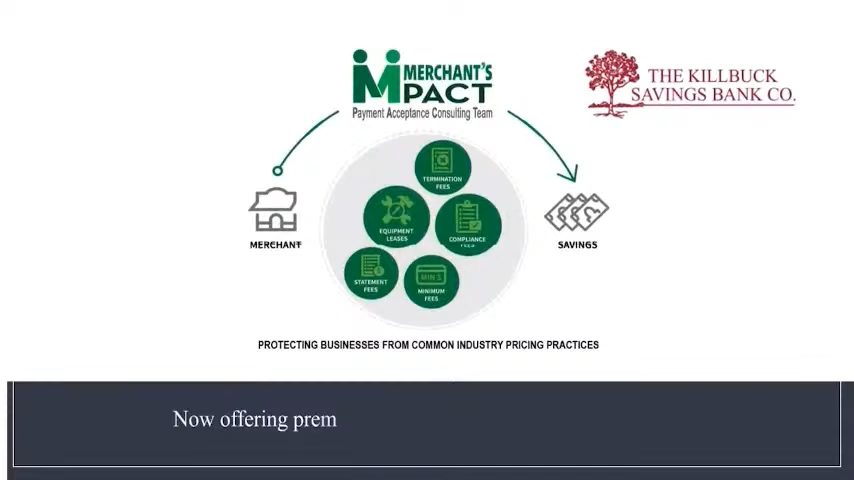 MERCHANT'S
PACT
Payment Acceptance Consulting Team
THE KILLBUCK
SAVINGS BANK CO.
TERMINATION
FEES
EQUIPMENT
LEASES
COMPLIANCE
STATEMENT
FEES
MIN $
MINIMUM
FEES
MERCHANT
SAVINGS
PROTECTING BUSINESSES FROM COMMON INDUSTRY PRICING PRACTICES
Now offering prem